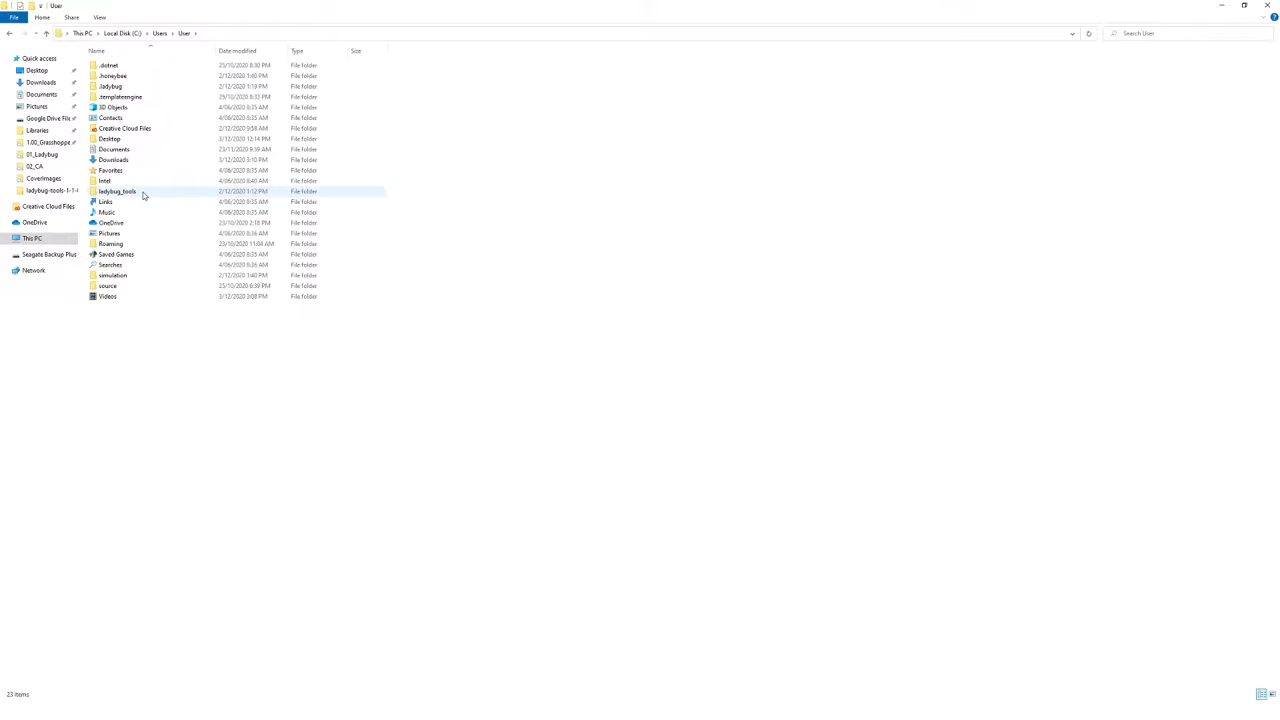 User
File Home Share View
This PC Local Disk (C:) Users User Search User
Name Date modified Type Size
Quick access
Desktop
Downloads
Documents
Pictures
Google Drive File
Libraries
1.00_Grasshoppe
01_Ladybug
02_CA
CoverImages
ladybug-tools-1-1-
Creative Cloud Files
OneDrive
This PC
Seagate Backup Plus
Network
.dotnet 25/10/2020 8:30 PM File folder
.honeybee 2/12/2020 1:40 PM File folder
.ladybug 2/12/2020 1:19 PM File folder
.templateengine 25/10/2020 8:33 PM File folder
3D Objects 4/06/2020 8:35 AM File folder
Contacts 4/06/2020 8:35 AM File folder
Creative Cloud Files 2/12/2020 9:58 AM File folder
Desktop 3/12/2020 12:14 PM File folder
Documents 23/11/2020 9:39 AM File folder
Downloads 3/12/2020 3:10 PM File folder
Favorites 4/06/2020 8:35 AM File folder
Intel 4/06/2020 8:40 AM File folder
ladybug_tools 2/12/2020 1:12 PM File folder
Links 4/06/2020 8:35 AM File folder
Music 4/06/2020 8:35 AM File folder
OneDrive 23/10/2020 2:18 PM File folder
Pictures 4/06/2020 8:36 AM File folder
Roaming 23/10/2020 11:04 AM File folder
Saved Games 4/06/2020 8:35 AM File folder
Searches 4/06/2020 8:36 AM File folder
simulation 2/12/2020 1:40 PM File folder
source 25/10/2020 6:39 PM File folder
Videos 3/12/2020 3:08 PM File folder
23 items